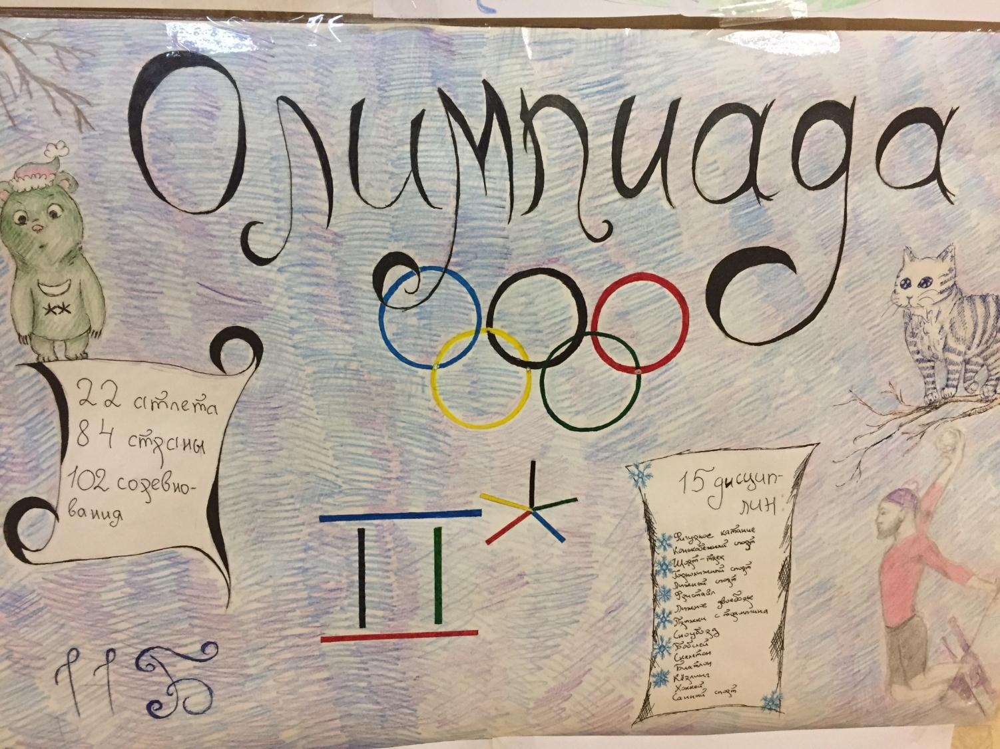 Олимпиада
22 атлета
84 страны
102 соревно-
вания
15 дисцип-
лин.
Фигурное катание
Конькобежный спорт
Шорт-трек
Горнолыжный спорт
Лыжный спорт
Фристайл
Лыжное двоеборье
Прыжки с трамплина
Сноуборд
Бобслей
Скелетон
Биатлон
Кёрлинг
Хоккей
Санный спорт
11 Б